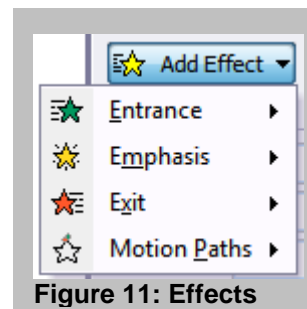 Add Effect
Entrance
Emphasis
Exit
Motion Paths
Figure 11: Effects